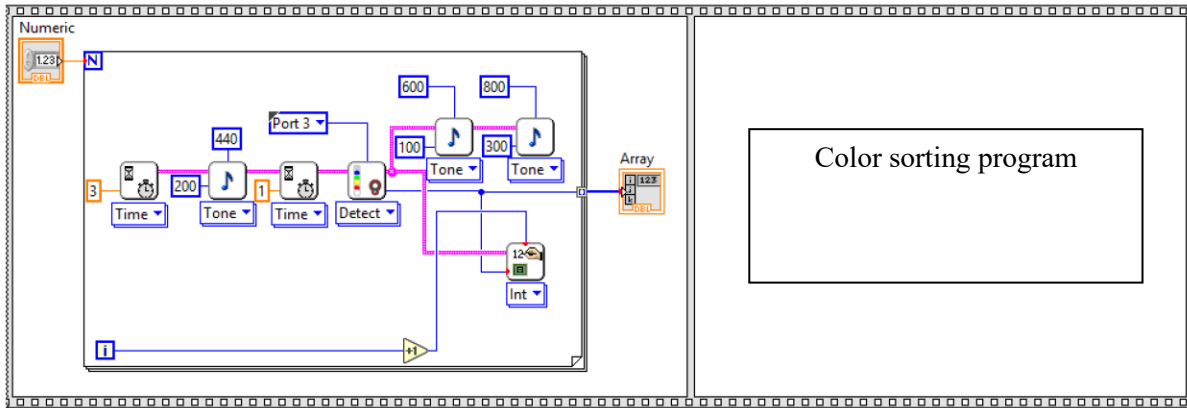 Numeric
1.23
DBL
N
600
800
Port 3
440
100
300
Tone
Tone
Array
3
200
1
123
DBL
Time
Tone
Time
Detect
12
Int
i
+1
Color sorting program